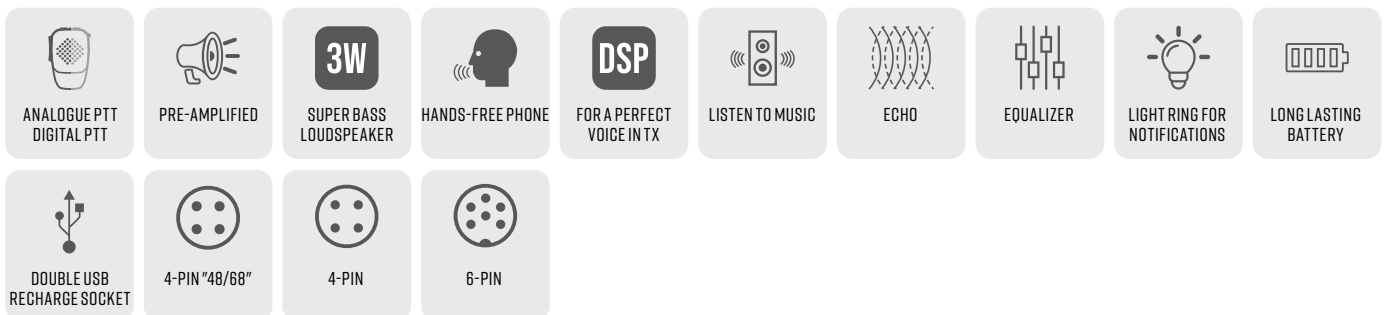 3W
DSP
ANALOGUE PTT
DIGITAL PTT
PRE-AMPLIFIED
SUPER BASS
LOUDSPEAKER
HANDS-FREE PHONE
FOR A PERFECT
VOICE IN TX
LISTEN TO MUSIC
ECHO
EQUALIZER
LIGHT RING FOR
NOTIFICATIONS
LONG LASTING
BATTERY
DOUBLE USB
RECHARGE SOCKET
4-PIN "48/68"
4-PIN
6-PIN